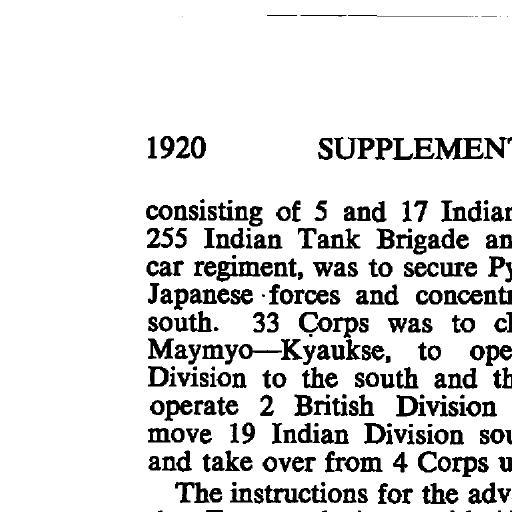 1920 SUPPLEMENT
consisting of 5 and 17 Indian
255 Indian Tank Brigade an
car regiment, was to secure Py
Japanese forces and concentr
south. 33 Corps was to cl
Maymyo—Kyaukse, to ope
Division to the south and th
operate 2 British Division
move 19 Indian Division sou
and take over from 4 Corps u
The instructions for the adv